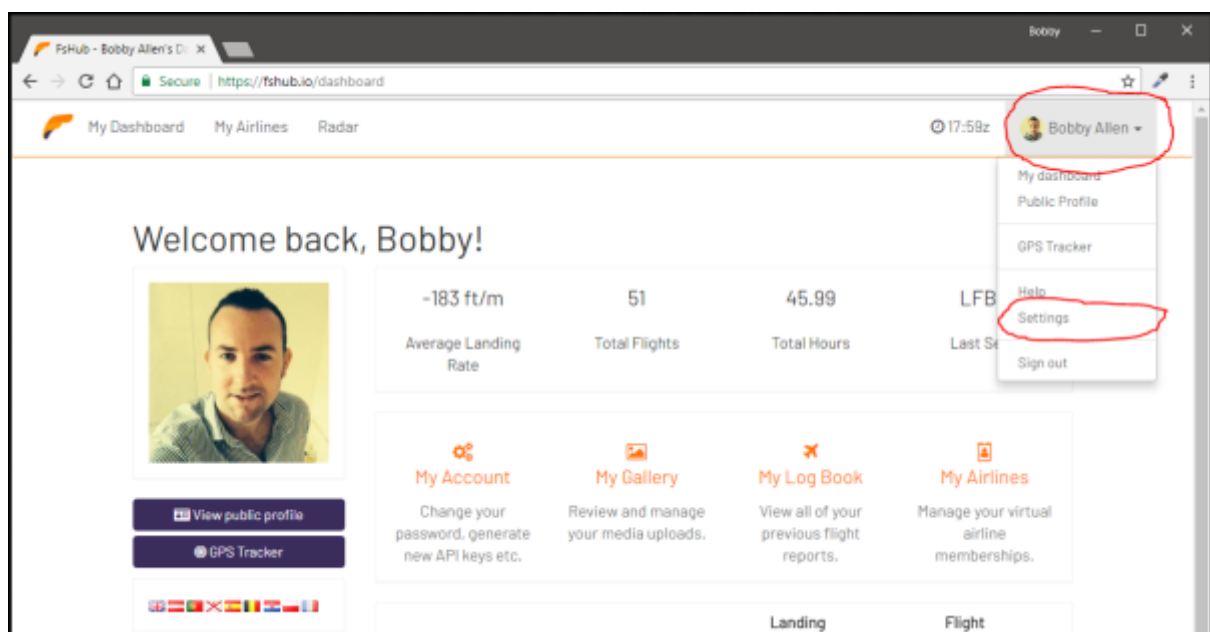 Bobby
FsHub - Bobby Allen's D
Secure https://fshub.io/dashboard
My Dashboard My Airlines Radar 17:59z Bobby Allen
My dashboard
Public Profile
GPS Tracker
Help
Settings
Sign out
Welcome back, Bobby!
-183 ft/m 51 45.99 LFB
Average Landing Total Flights Total Hours Last Se
Rate
My Account My Gallery My Log Book My Airlines
Change your Review and manage View all of your Manage your virtual
password, generate your media uploads. previous flight airline
new API keys etc. reports. memberships.
View public profile
GPS Tracker
Landing Flight